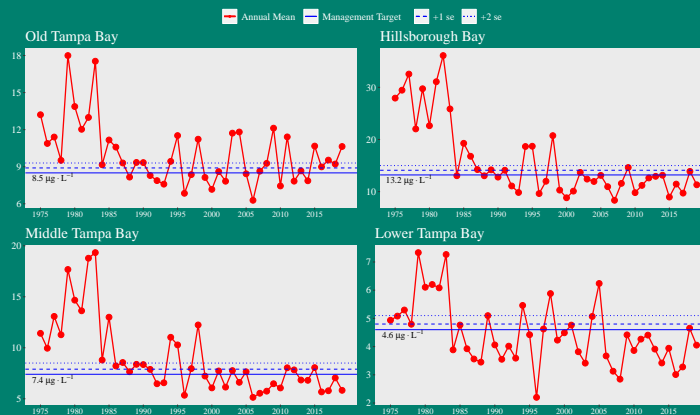 Annual Mean Management Target +1 se +2 se
Old Tampa Bay
18
15
12
9
6
8.5 µg · L⁻¹
1975 1980 1985 1990 1995 2000 2005 2010 2015
Hillsborough Bay
30
20
10
13.2 µg · L⁻¹
1975 1980 1985 1990 1995 2000 2005 2010 2015
Middle Tampa Bay
20
15
10
5
7.4 µg · L⁻¹
1975 1980 1985 1990 1995 2000 2005 2010 2015
Lower Tampa Bay
7
6
5
4
3
2
4.6 µg · L⁻¹
1975 1980 1985 1990 1995 2000 2005 2010 2015